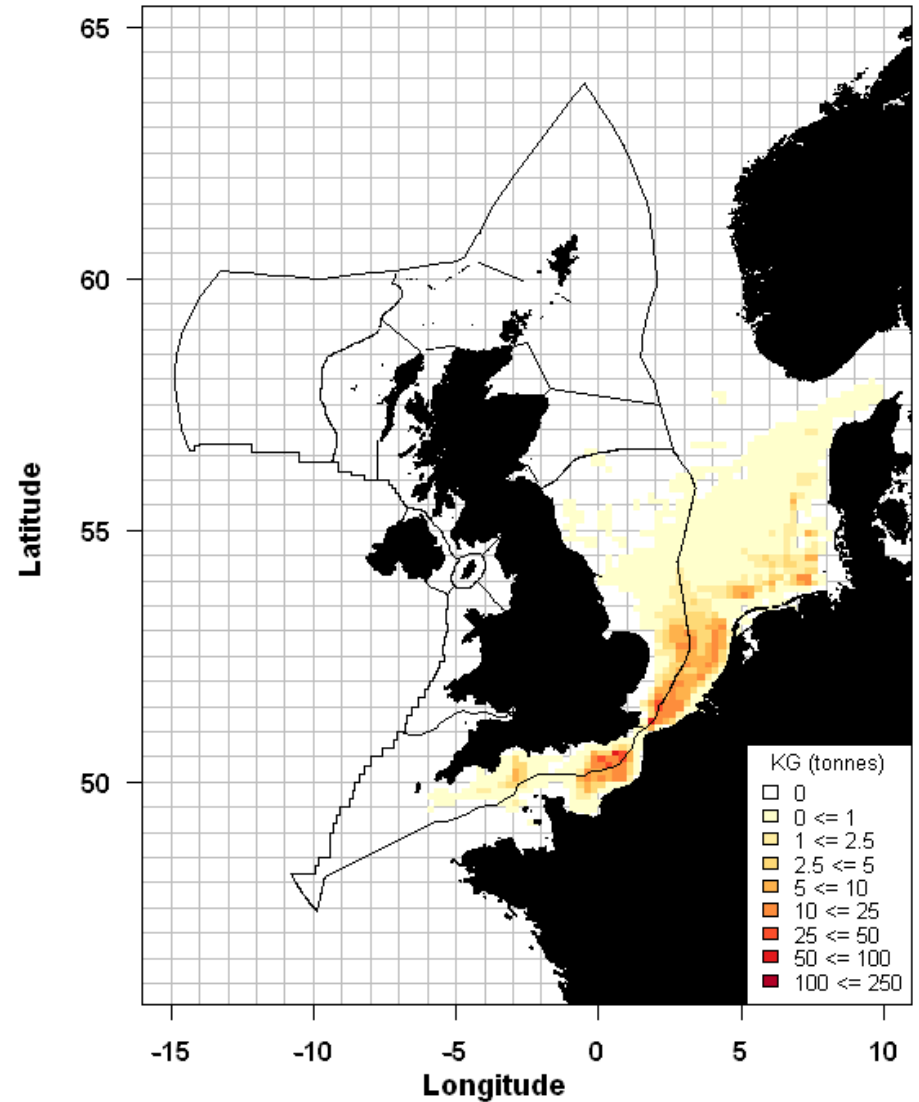 65
60
55
50
Latitude
KG (tonnes)
0
0 <= 1
1 <= 2.5
2.5 <= 5
5 <= 10
10 <= 25
25 <= 50
50 <= 100
100 <= 250
-15 -10 -5 0 5 10
Longitude